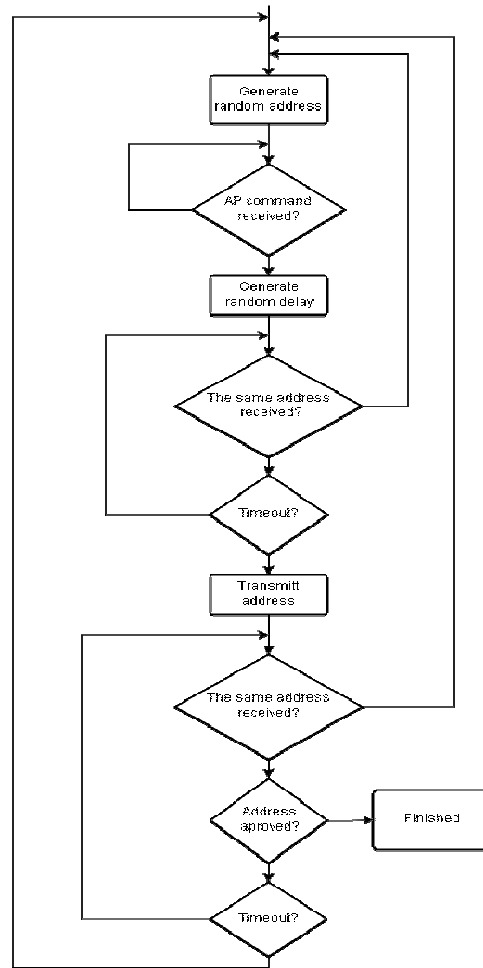 Generate
random address
AP command
received?
Generate
random delay
The same address
received?
Timeout?
Transmitt
address
The same address
received?
Address
aproved?
Finished
Timeout?